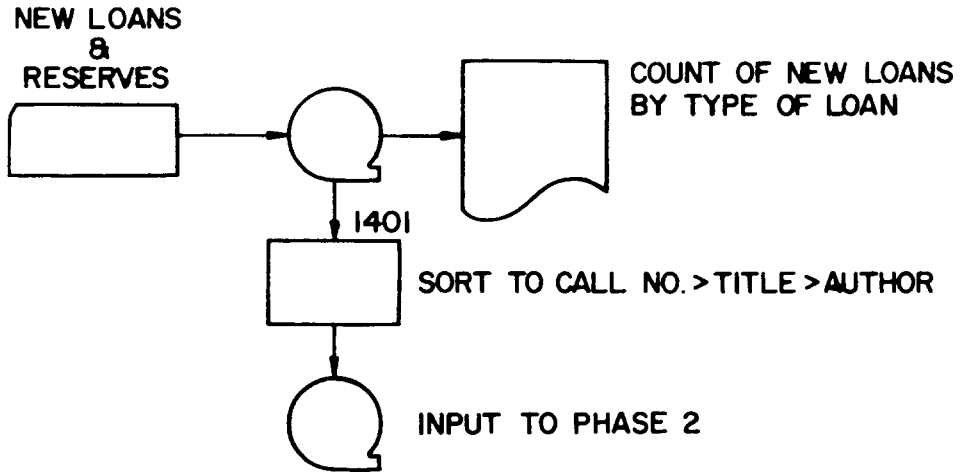 NEW LOANS
&
RESERVES
COUNT OF NEW LOANS
BY TYPE OF LOAN
1401
SORT TO CALL NO.>TITLE>AUTHOR
INPUT TO PHASE 2